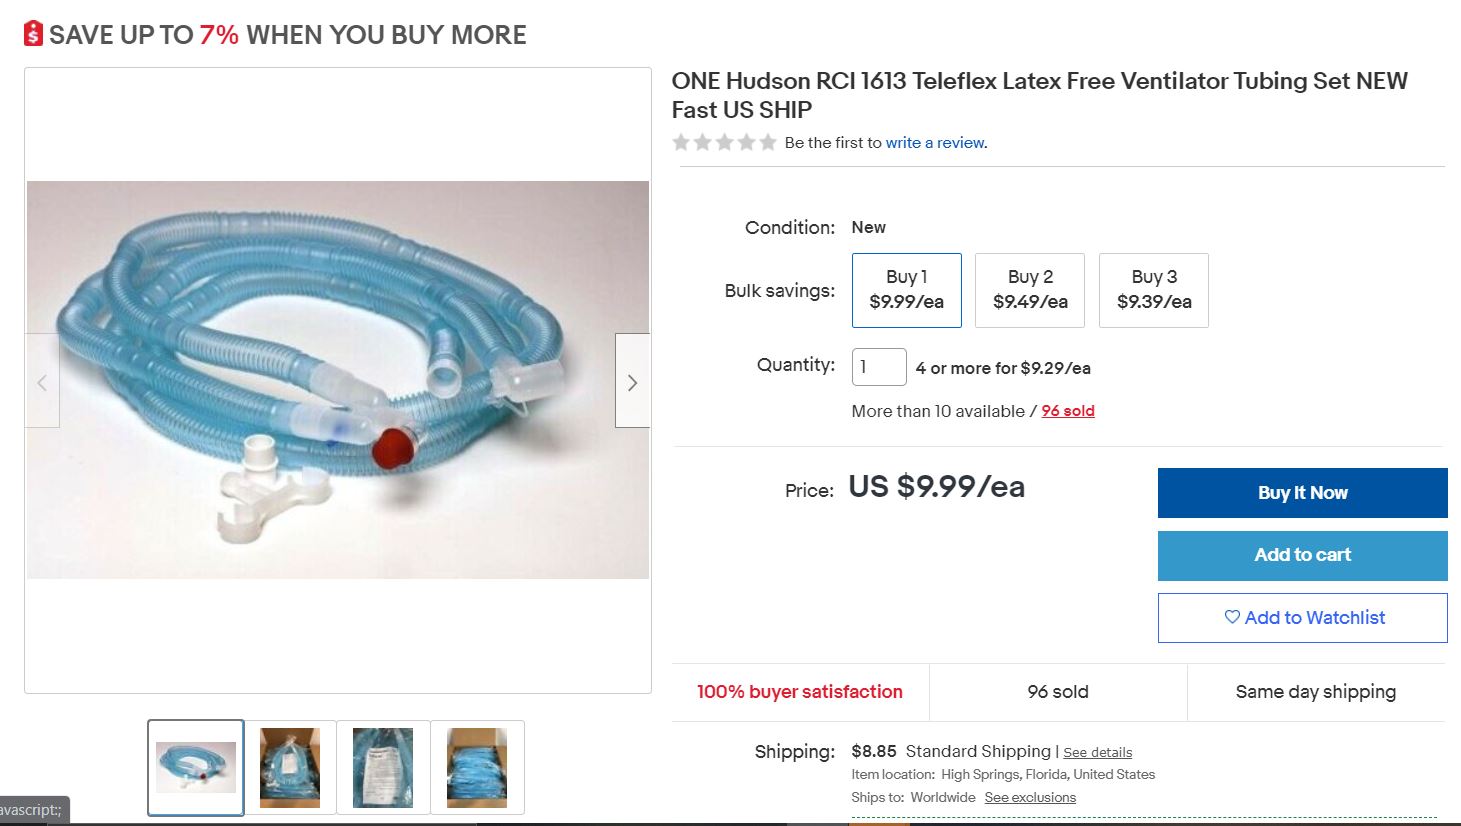 SAVE UP TO 7% WHEN YOU BUY MORE
ONE Hudson RCI 1613 Teleflex Latex Free Ventilator Tubing Set NEW
Fast US SHIP
Be the first to write a review.
Condition: New
Bulk savings:
Buy 1
$9.99/ea
Buy 2
$9.49/ea
Buy 3
$9.39/ea
Quantity: 1 4 or more for $9.29/ea
More than 10 available / 96 sold
Price: US $9.99/ea
Buy It Now
Add to cart
Add to Watchlist
100% buyer satisfaction
96 sold
Same day shipping
Shipping: $8.85 Standard Shipping | See details
Item location: High Springs, Florida, United States
Ships to: Worldwide See exclusions
avascript:;